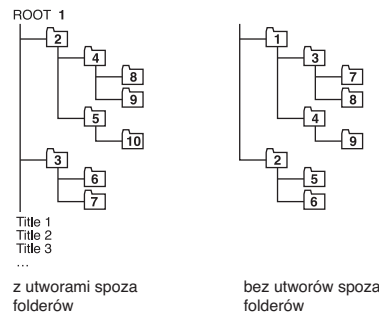 ROOT 1
2
4
8
9
5
10
3
6
7
Title 1
Title 2
Title 3
...
z utworami spoza
folderów
1
3
7
8
4
9
2
5
6
bez utworów spoza
folderów